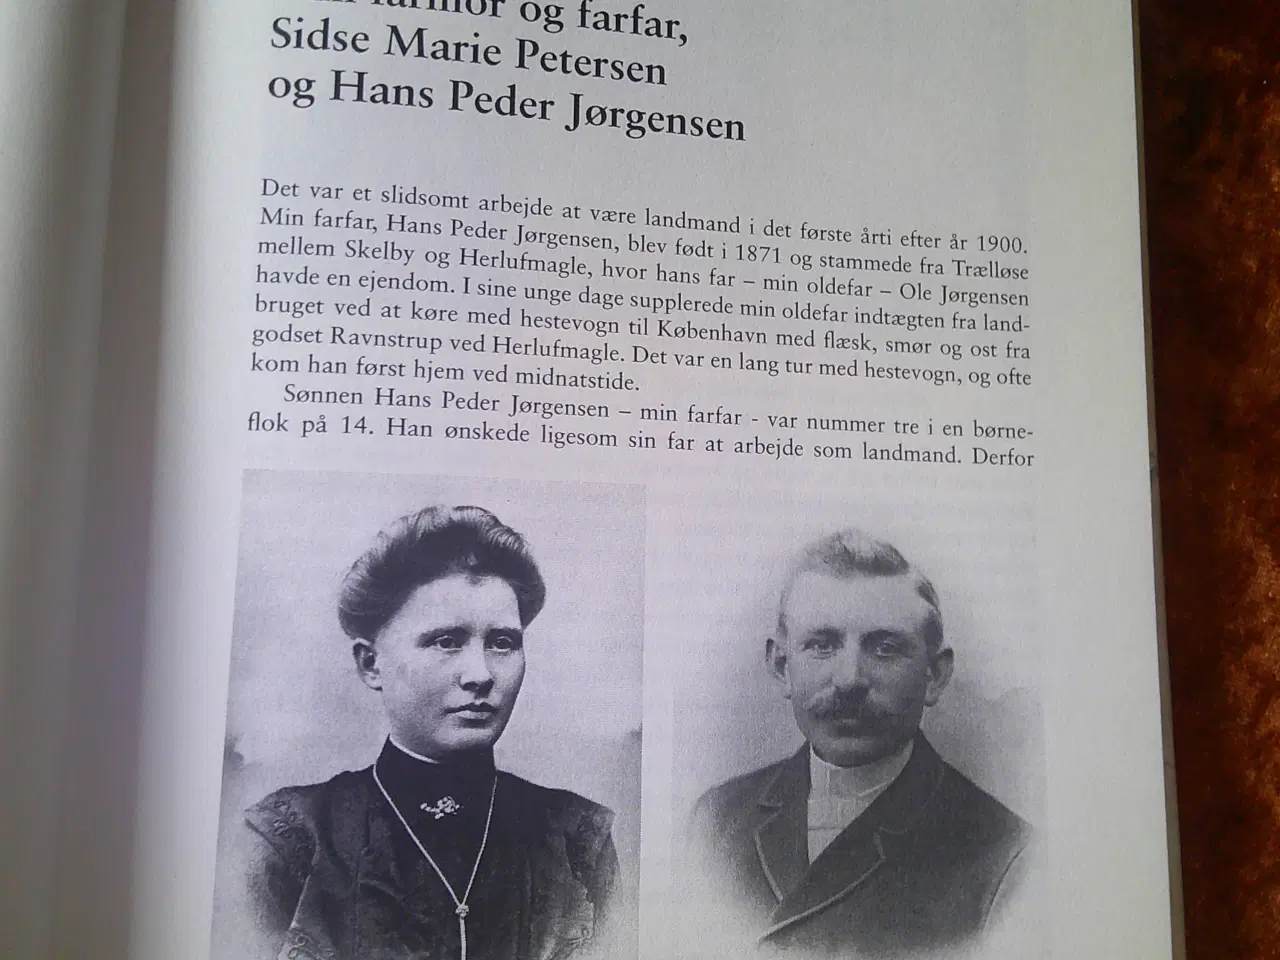 farmor og farfar,
Sidse Marie Petersen
og Hans Peder Jørgensen
Det var et slidsomt arbejde at være landmand i det første årti efter år 1900.
Min farfar, Hans Peder Jørgensen, blev født i 1871 og stammede fra Trælløse
mellem Skelby og Herlufmagle, hvor hans far – min oldefar – Ole Jørgensen
havde en ejendom. I sine unge dage supplerede min oldefar indtægten fra land-
bruget ved at køre med hestevogn til København med flæsk, smør og ost fra
godset Ravnstrup ved Herlufmagle. Det var en lang tur med hestevogn, og ofte
kom han først hjem ved midnatstide.
Sønnen Hans Peder Jørgensen – min farfar - var nummer tre i en børne-
flok på 14. Han ønskede ligesom sin far at arbejde som landmand. Derfor